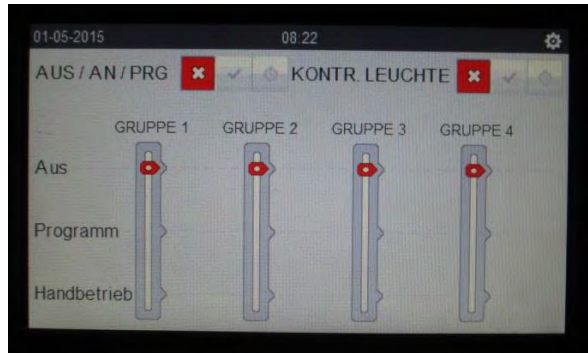 01-05-2015 08:22
AUS / AN / PRG KONTR. LEUCHTE
GRUPPE 1 GRUPPE 2 GRUPPE 3 GRUPPE 4
Aus
Programm
Handbetrieb